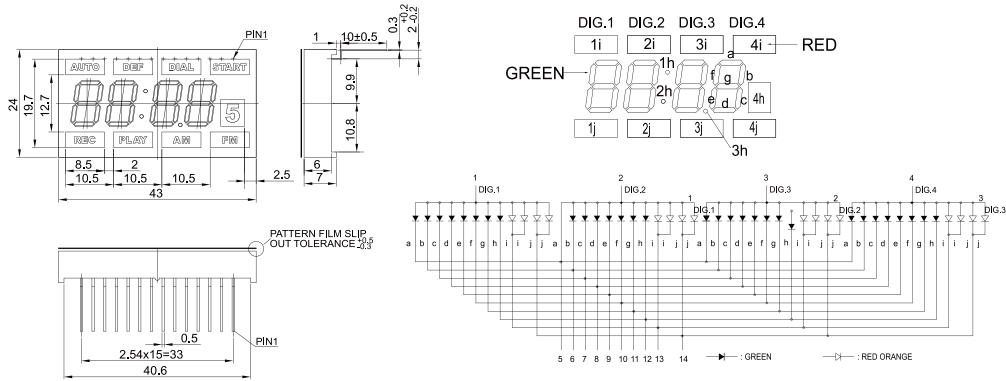 PIN1
AUTO DEF DIAL START
5
REC PLAY AM FM
24
19.7
12.7
8.5 2
10.5 10.5 10.5 2.5
43
1 10±0.5 0.3 2 +0.2 -0.2
9.9
10.8
6
7
DIG.1 DIG.2 DIG.3 DIG.4
1i 2i 3i 4i RED
GREEN
a
1h f b
g
2h e c 4h
d
1j 2j 3j 4j
3h
PATTERN FILM SLIP
OUT TOLERANCE +0.5 -0.3
0.5
PIN1
2.54x15=33
40.6
1 2 3 4
DIG.1 DIG.2 DIG.3 DIG.4
1 2 3
DIG.1 DIG.2 DIG.3
a b c d e f g h i i j j a b c d e f g h i i j j a b c d e f g h i i j j a b c d e f g h i i j j
5 6 7 8 9 10 11 12 13 14
: GREEN : RED ORANGE